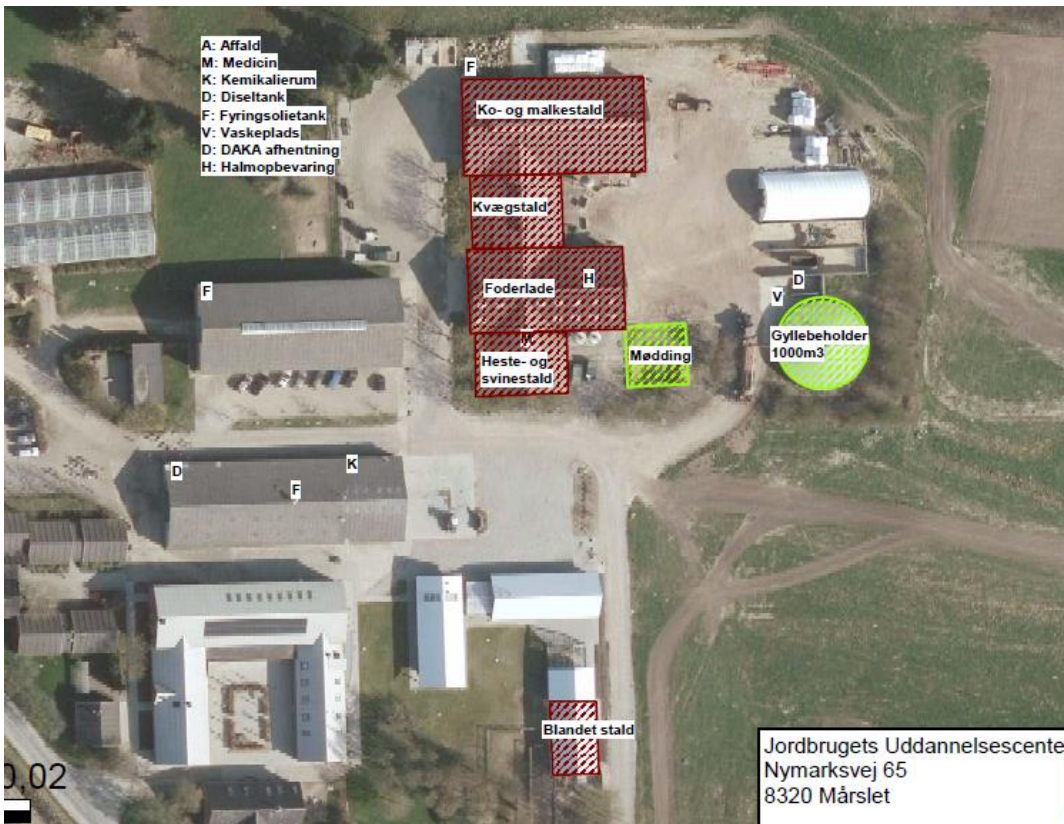 A: Affald
M: Medicin
K: Kemikalierum
D: Diseltank
F: Fyringsolietank
V: Vaskeplads
D: DAKA afhentning
H: Halmopbevaring
F
Ko- og malkestald
Kvægstald
Foderlade
H
F
K
Heste- og
svinestald
Mødding
D
V
Gyllebeholder
1000m3
D
K
F
Blandet stald
0,02
Jordbrugets Uddannelsescente
Nymarksvej 65
8320 Mårslet